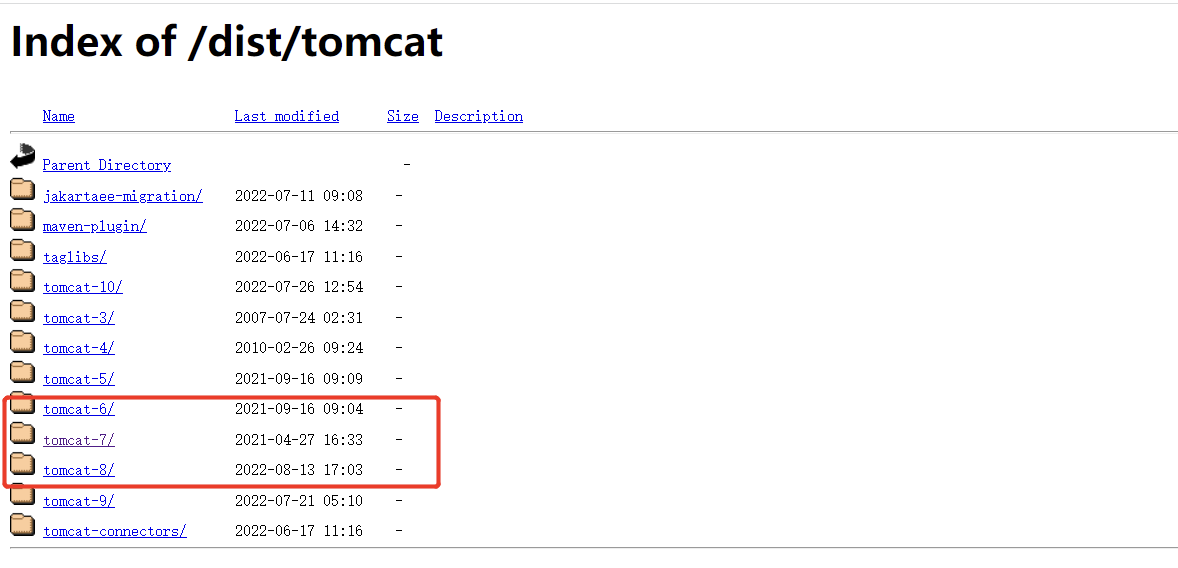 Index of /dist/tomcat
Name Last modified Size Description
Parent Directory -
jakartaee-migration/ 2022-07-11 09:08 -
maven-plugin/ 2022-07-06 14:32 -
taglibs/ 2022-06-17 11:16 -
tomcat-10/ 2022-07-26 12:54 -
tomcat-3/ 2007-07-24 02:31 -
tomcat-4/ 2010-02-26 09:24 -
tomcat-5/ 2021-09-16 09:09 -
tomcat-6/ 2021-09-16 09:04 -
tomcat-7/ 2021-04-27 16:33 -
tomcat-8/ 2022-08-13 17:03 -
tomcat-9/ 2022-07-21 05:10 -
tomcat-connectors/ 2022-06-17 11:16 -